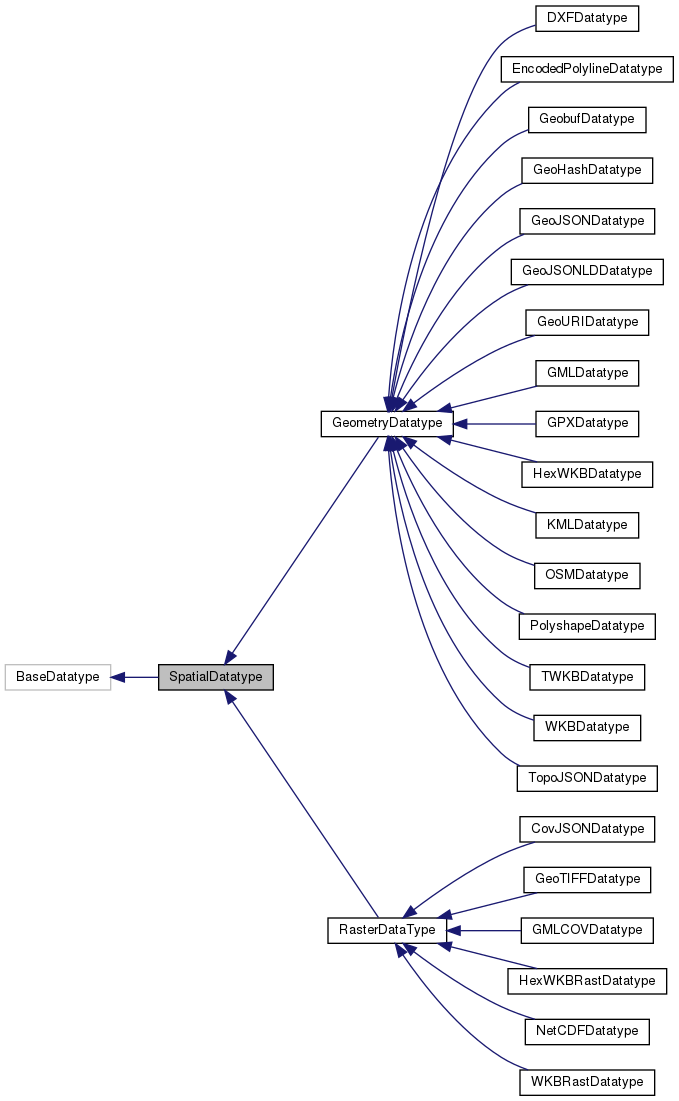 DXFDatatype
EncodedPolylineDatatype
GeobufDatatype
GeoHashDatatype
GeoJSONDatatype
GeoJSONLDDatatype
GeoURIDatatype
GMLDatatype
GeometryDatatype
GPXDatatype
HexWKBDatatype
KMLDatatype
OSMDatatype
PolyshapeDatatype
BaseDatatype
SpatialDatatype
TWKBDatatype
WKBDatatype
TopoJSONDatatype
CovJSONDatatype
GeoTIFFDatatype
RasterDataType
GMLCOVDatatype
HexWKBRastDatatype
NetCDFDatatype
WKBRastDatatype